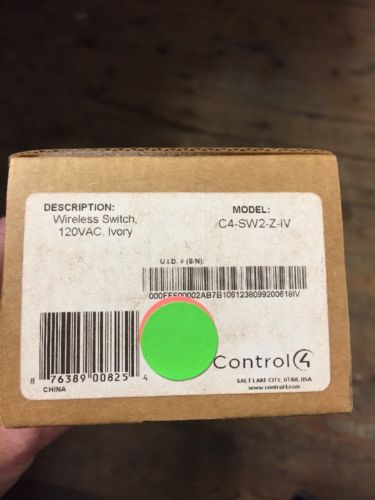 DESCRIPTION:
Wireless Switch,
120VAC. Ivory
MODEL:
C4-SW2-Z-IV
U.I.D. # (S/N):
000FFF00002AB7B1061238099200618IV
8 76389 00825 4
CHINA
Control4
SALT LAKE CITY, UTAH, USA
www.control4.com